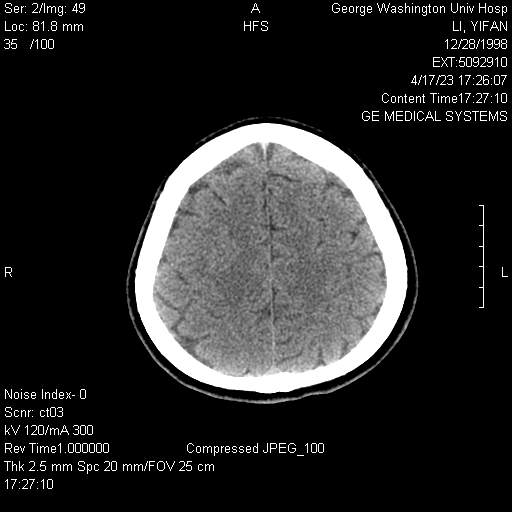 Ser: 2/Img: 49
Loc: 81.8 mm
35 /100
A
HFS
George Washington Univ Hosp
LI, YIFAN
12/28/1998
EXT:5092910
4/17/23 17:26:07
Content Time17:27:10
GE MEDICAL SYSTEMS
R
L
Noise Index- 0
Scnr: ct03
kV 120/mA 300
Rev Time1.000000
Compressed JPEG_100
Thk 2.5 mm Spc 20 mm/FOV 25 cm
17:27:10